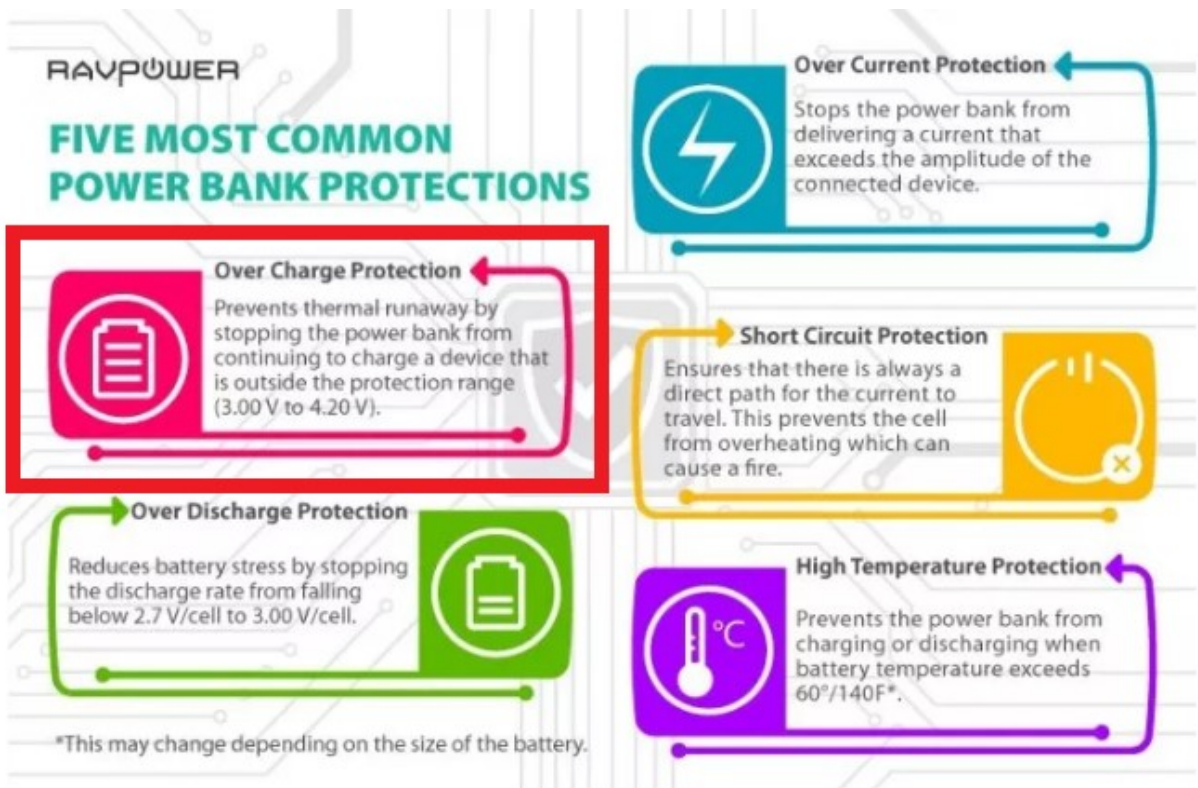 RAVPOWER
FIVE MOST COMMON
POWER BANK PROTECTIONS
Over Charge Protection
Prevents thermal runaway by
stopping the power bank from
continuing to charge a device that
is outside the protection range
(3.00 V to 4.20 V).
Over Discharge Protection
Reduces battery stress by stopping
the discharge rate from falling
below 2.7 V/cell to 3.00 V/cell.
*This may change depending on the size of the battery.
Over Current Protection
Stops the power bank from
delivering a current that
exceeds the amplitude of the
connected device.
Short Circuit Protection
Ensures that there is always a
direct path for the current to
travel. This prevents the cell
from overheating which can
cause a fire.
High Temperature Protection
°C
Prevents the power bank from
charging or discharging when
battery temperature exceeds
60°/140F*.